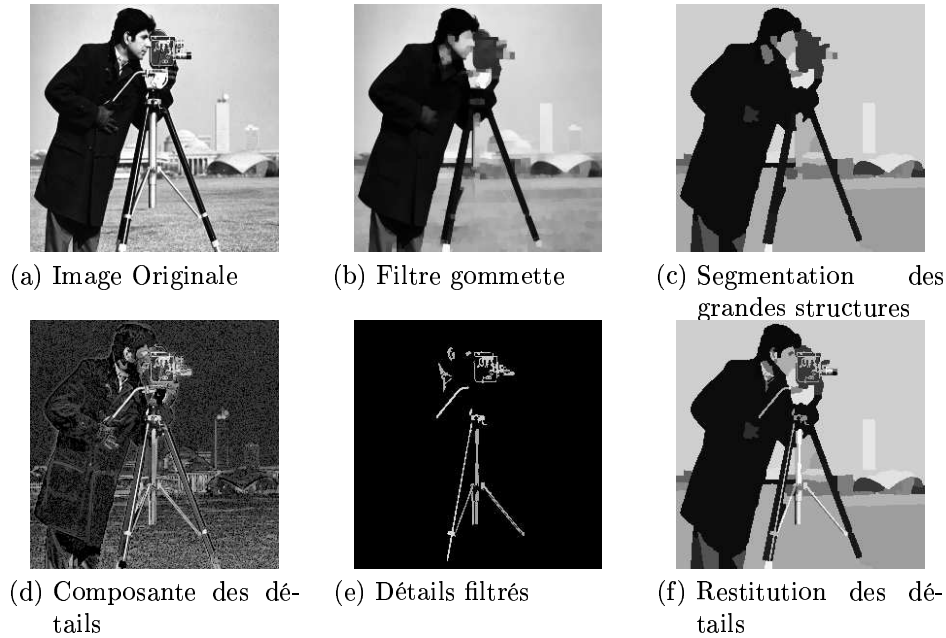 (a) Image Originale
(b) Filtre gommette
(c) Segmentation des
grandes structures
(d) Composante des dé-
tails
(e) Détails filtrés
(f) Restitution des dé-
tails